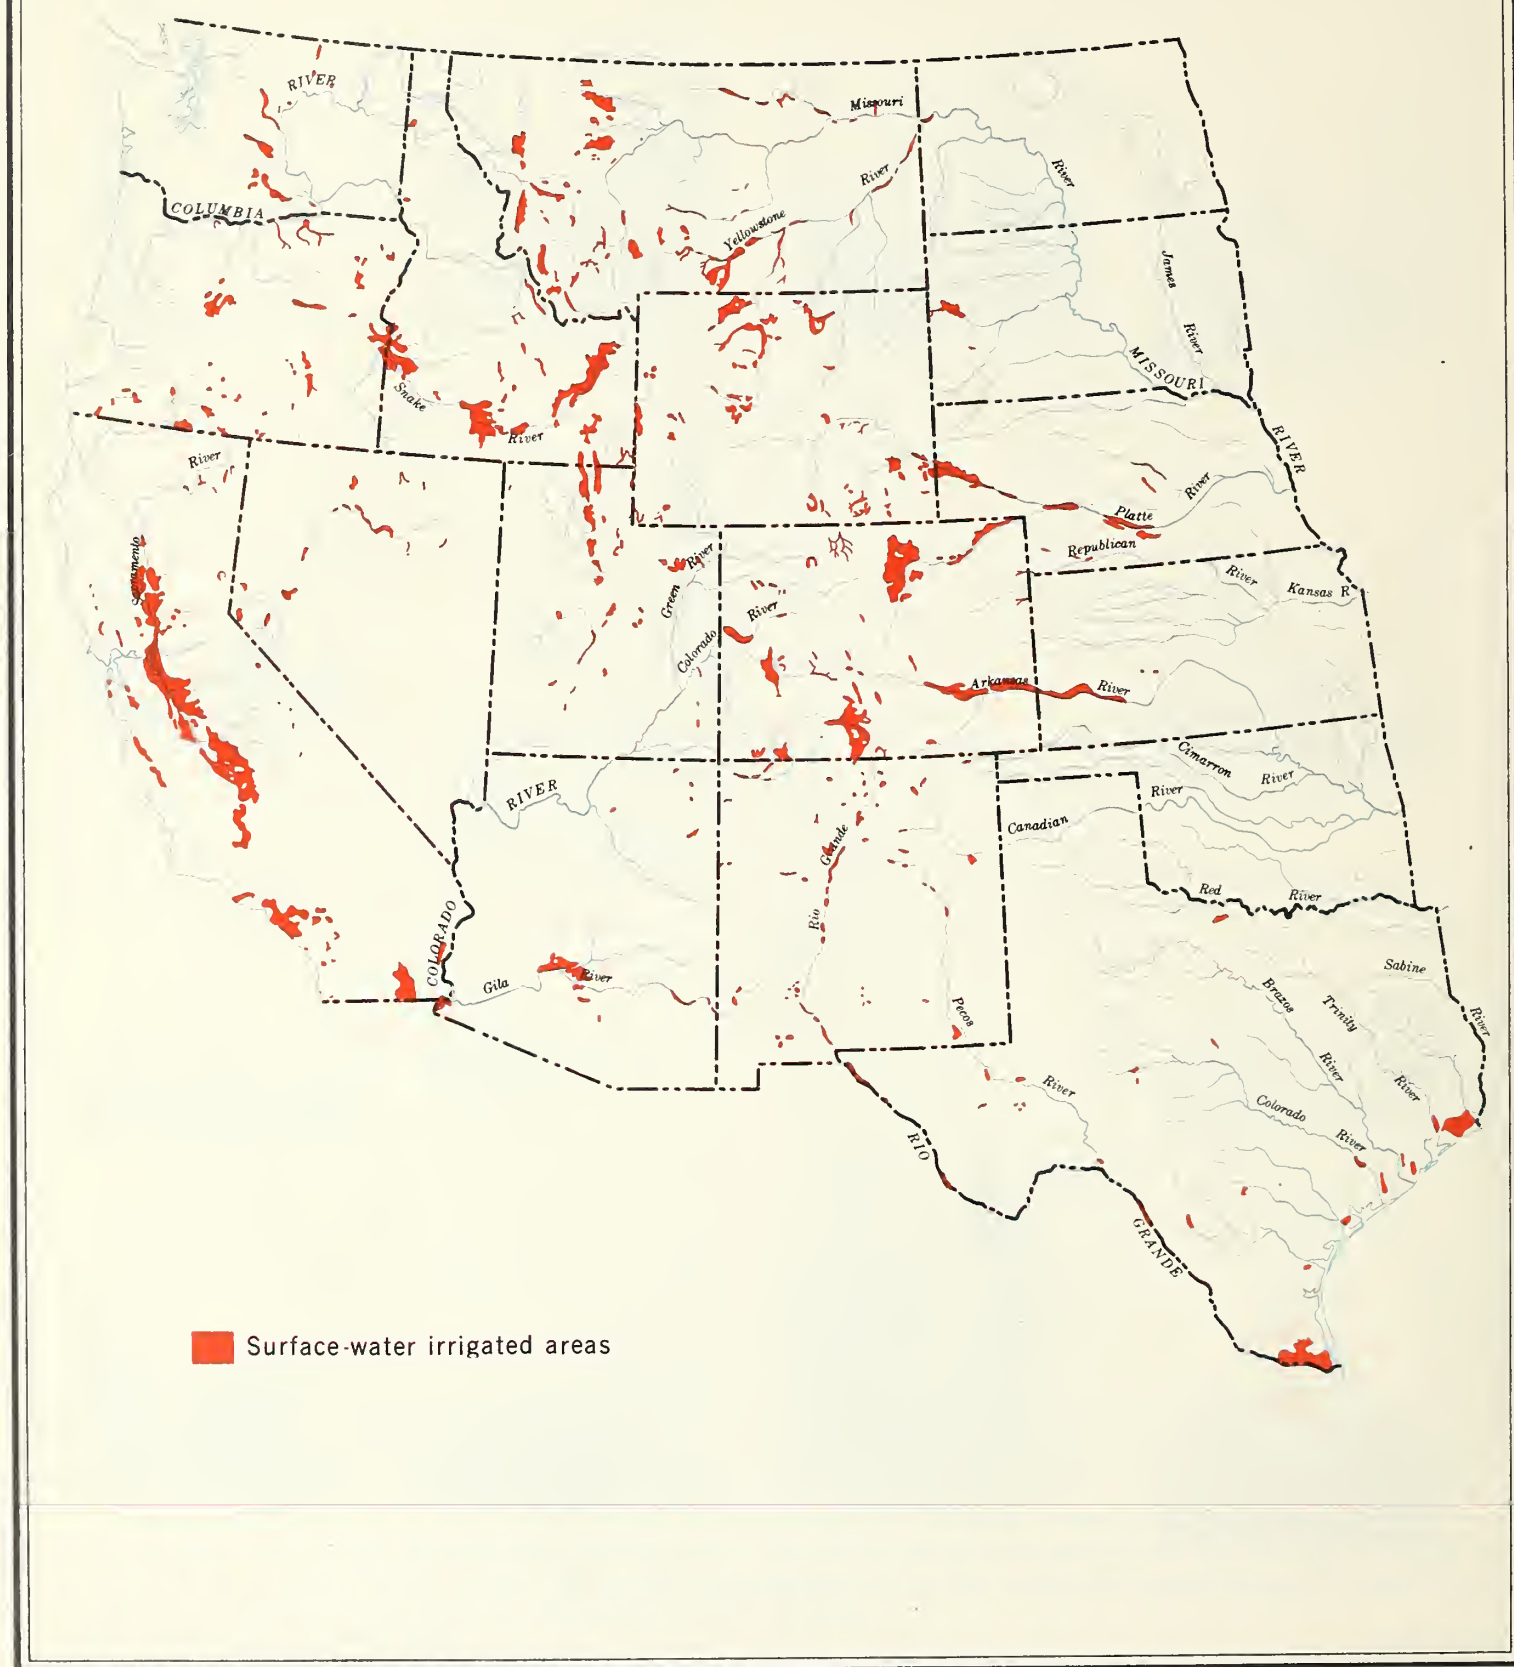 RIVER
Missouri
River
River
Yellowstone
COLUMBIA
James
River
MISSOURI
Snake
River
RIVER
River
River
Platte
Republican
Sacramento
River
Green
River
Kansas R
River
Colorado
Arkansas
River
Cimarron
River
River
RIVER
Canadian
Grande
Red
River
Rio
COLORADO
Sabine
Gila
River
Brazos
Trinity
Pecos
River
River
River
River
Colorado
River
RIO
GRANDE
Surface-water irrigated areas